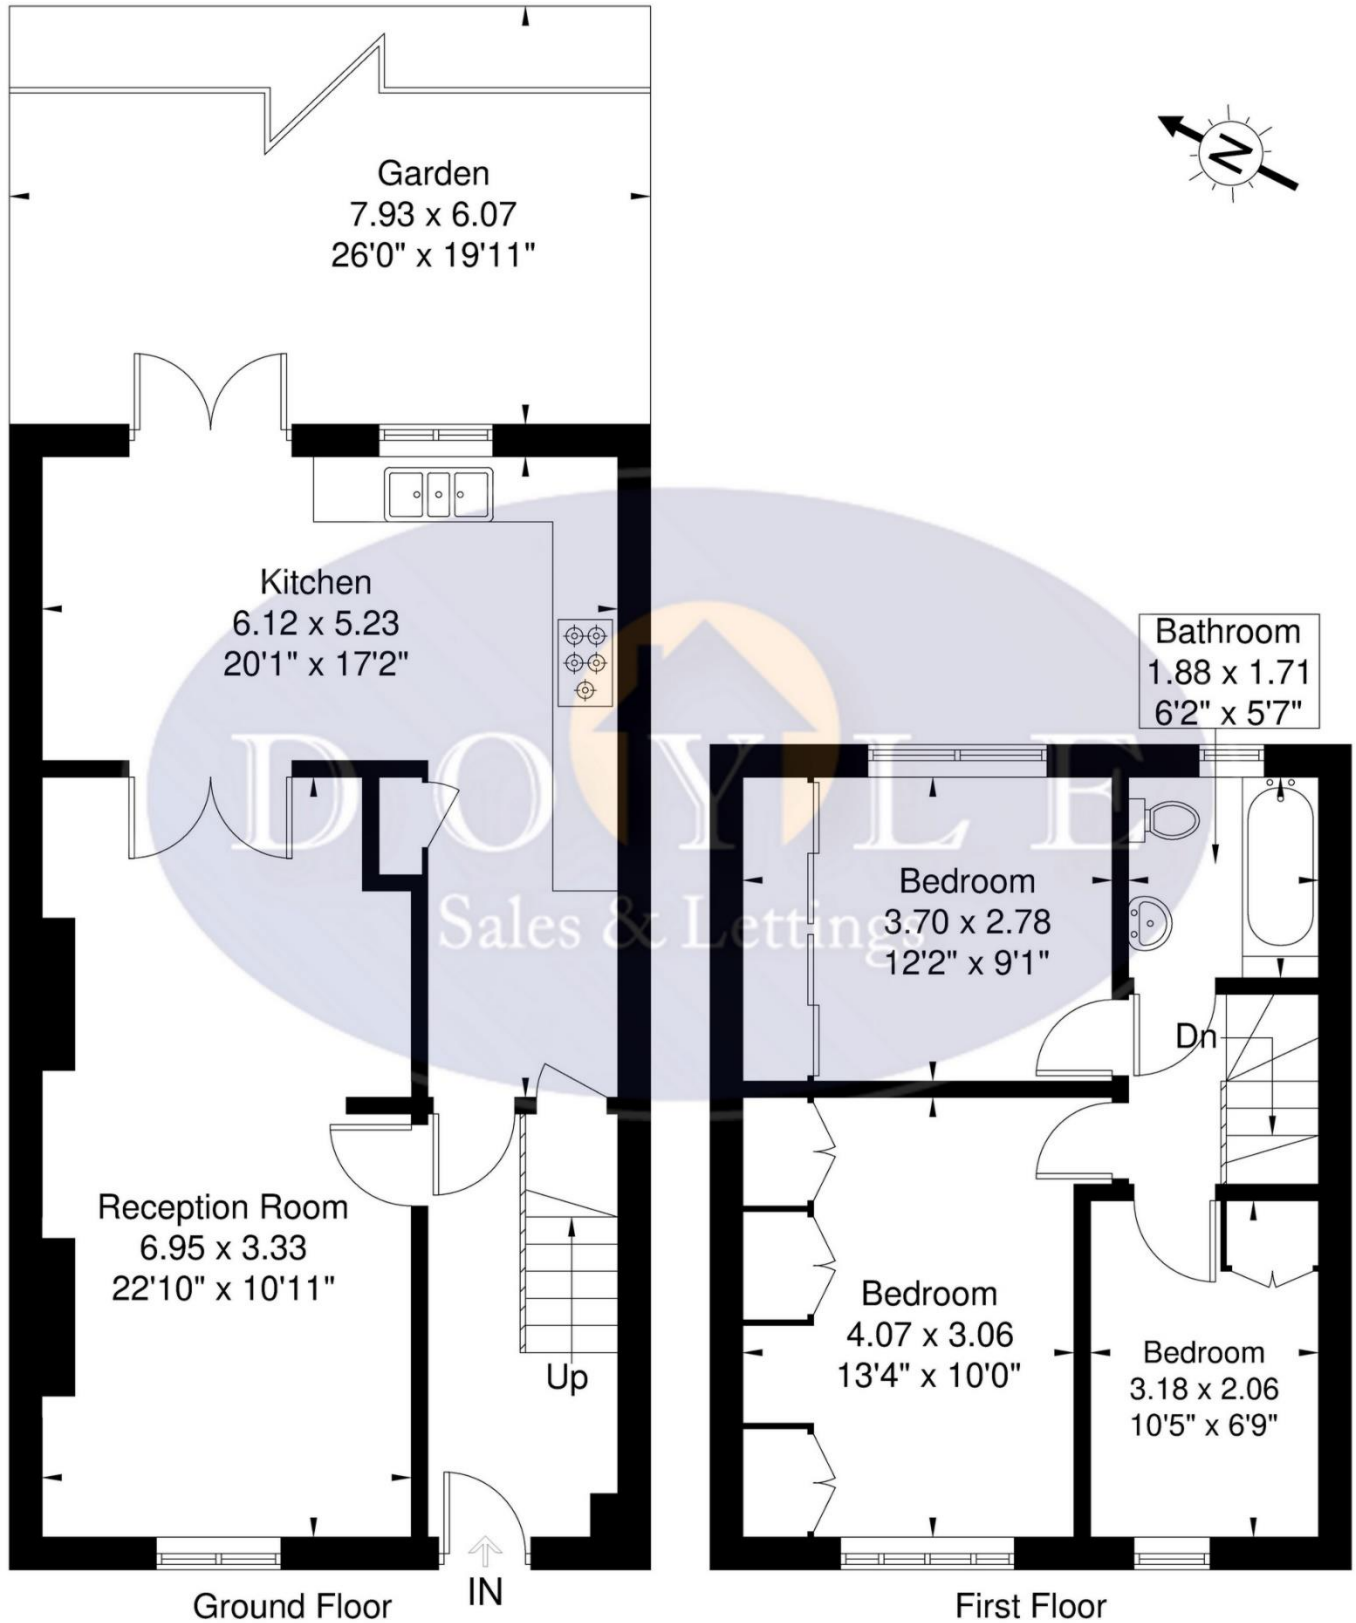 Garden
7.93 x 6.07
26'0" x 19'11"
N
Kitchen
6.12 x 5.23
20'1" x 17'2"
Bathroom
1.88 x 1.71
6'2" x 5'7"
DOYLE
Sales & Lettings
Bedroom
3.70 x 2.78
12'2" x 9'1"
Dn
Reception Room
6.95 x 3.33
22'10" x 10'11"
Up
Bedroom
4.07 x 3.06
13'4" x 10'0"
Bedroom
3.18 x 2.06
10'5" x 6'9"
IN
Ground Floor
First Floor